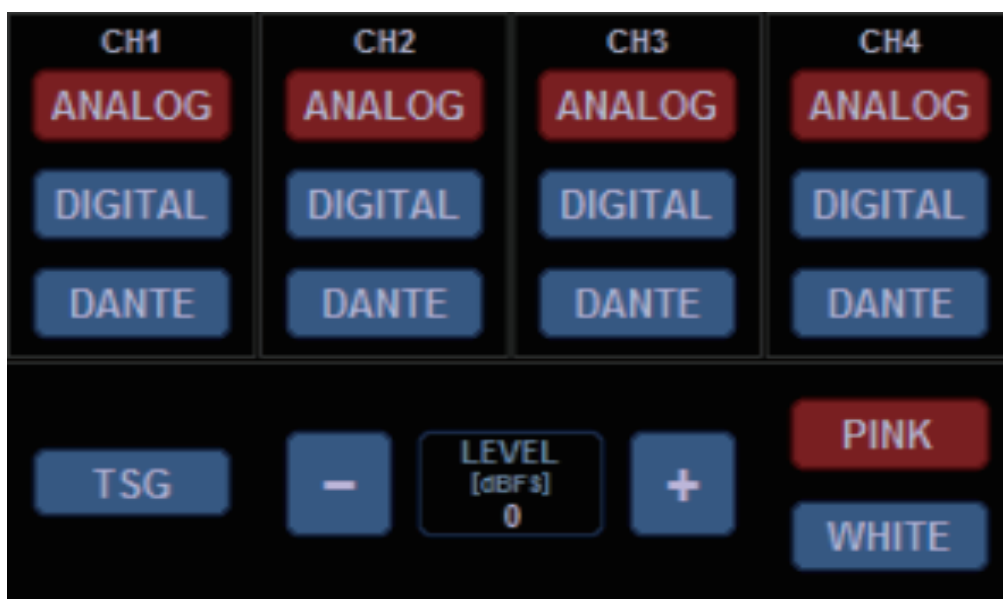 CH1 CH2 CH3 CH4
ANALOG ANALOG ANALOG ANALOG
DIGITAL DIGITAL DIGITAL DIGITAL
DANTE DANTE DANTE DANTE
PINK
TSG - LEVEL +
[dBFS]
0
WHITE